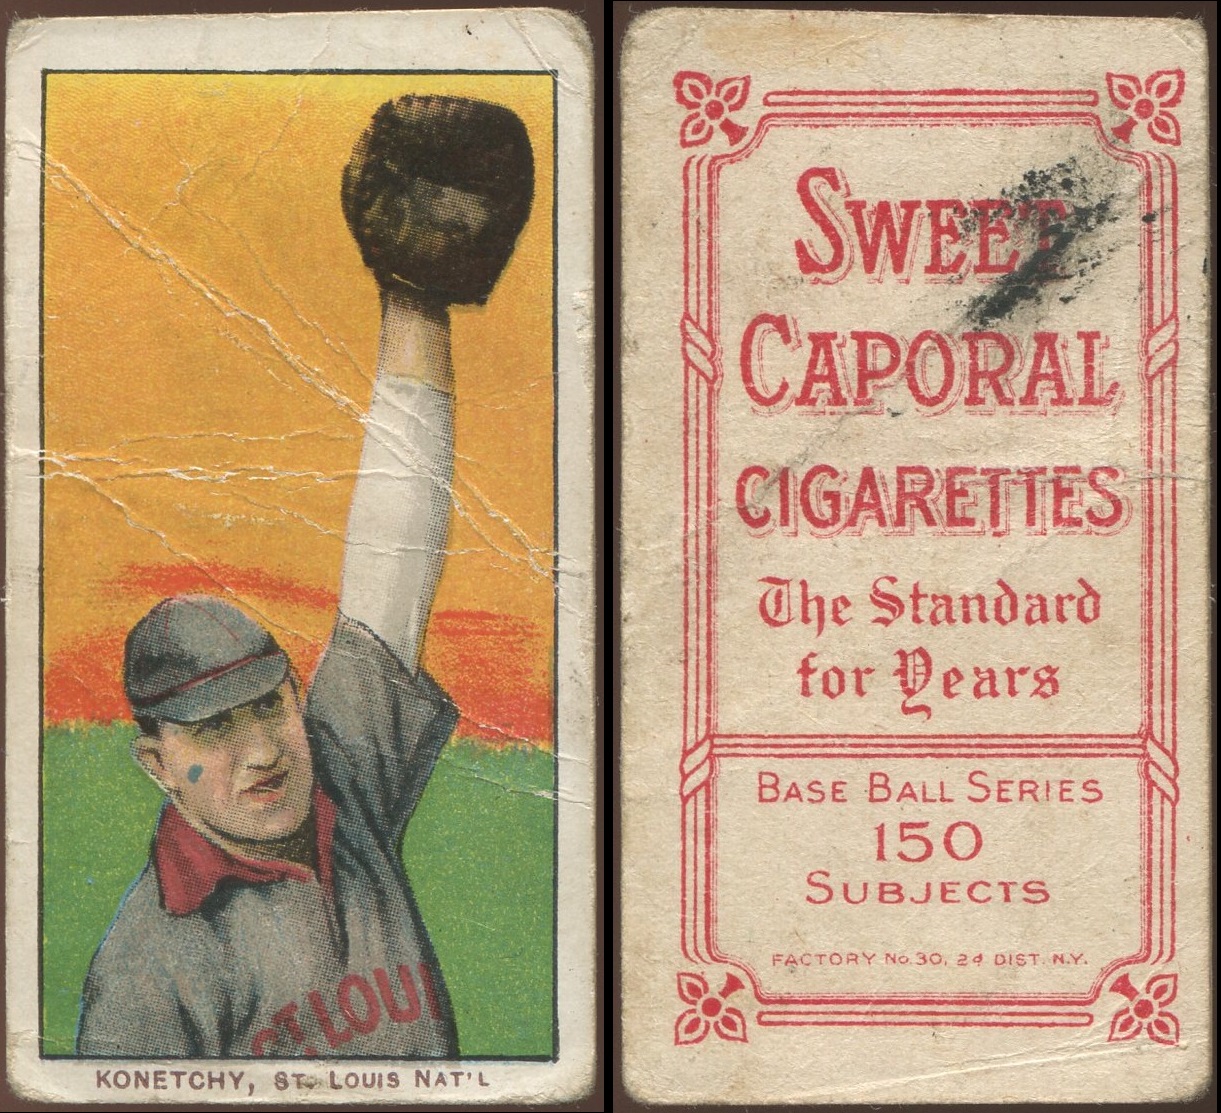 ST. LOUI
KONETCHY, ST. LOUIS NAT'L
SWEET
CAPORAL
CIGARETTES
The Standard
for Years
BASE BALL SERIES
150
SUBJECTS
FACTORY No. 30, 2d DIST. N.Y.